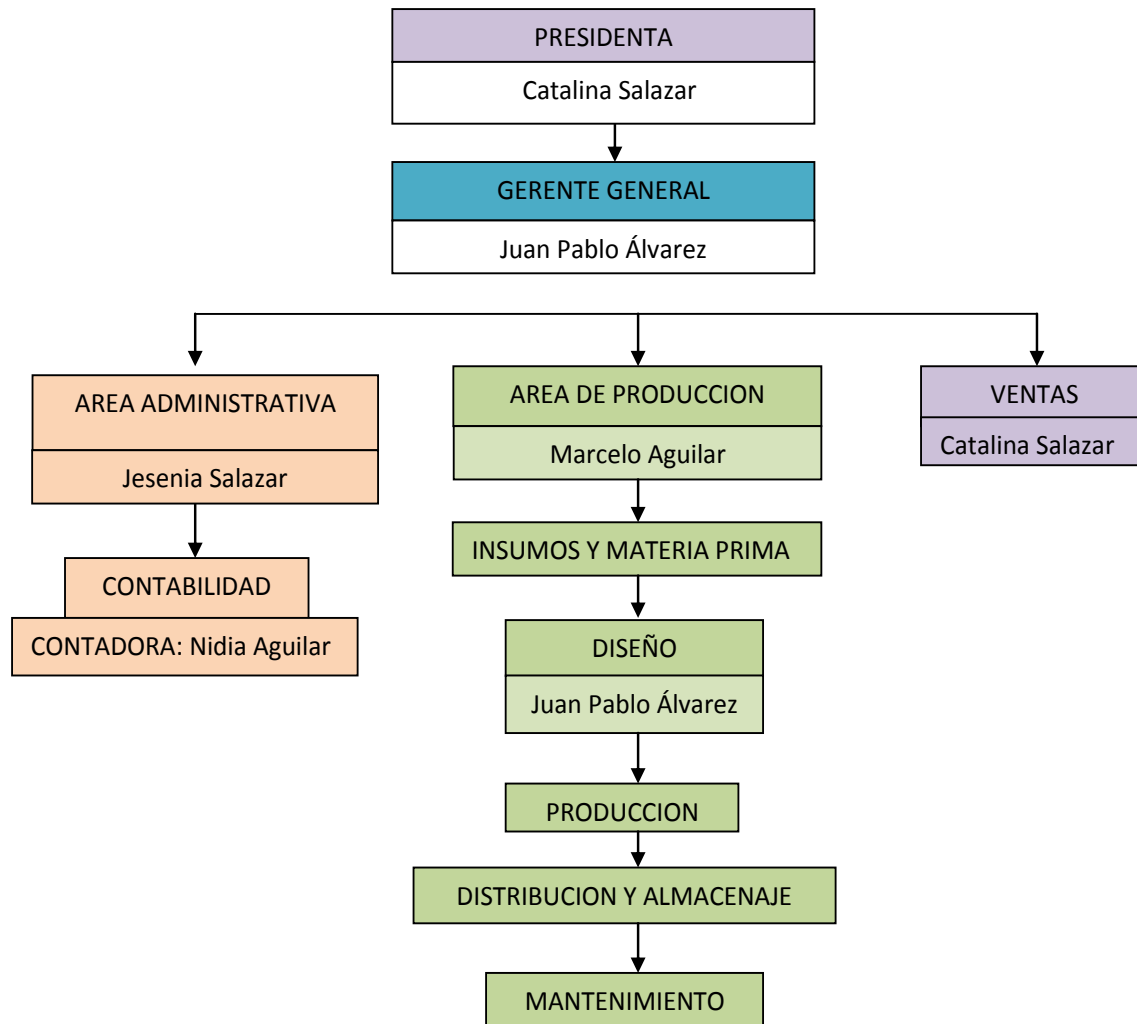 PRESIDENTA
Catalina Salazar
GERENTE GENERAL
Juan Pablo Álvarez
AREA ADMINISTRATIVA
Jesenia Salazar
CONTABILIDAD
CONTADORA: Nidia Aguilar
AREA DE PRODUCCION
Marcelo Aguilar
INSUMOS Y MATERIA PRIMA
DISEÑO
Juan Pablo Álvarez
PRODUCCION
DISTRIBUCION Y ALMACENAJE
MANTENIMIENTO
VENTAS
Catalina Salazar